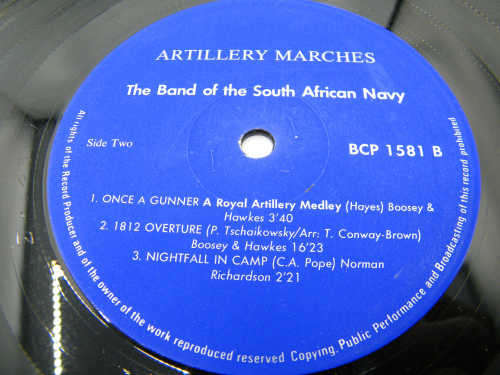 ARTILLERY MARCHES
The Band of the South African Navy
Side Two
BCP 1581 B
1. ONCE A GUNNER A Royal Artillery Medley (Hayes) Boosey &
Hawkes 3'40
2. 1812 OVERTURE (P. Tschaikowsky/Arr: T. Conway-Brown)
Boosey & Hawkes 16'23
3. NIGHTFALL IN CAMP (C.A. Pope) Norman
Richardson 2'21
All rights of the Record Producer and of the owner of the work reproduced reserved Copying, Public Performance and Broadcasting of this record prohibited